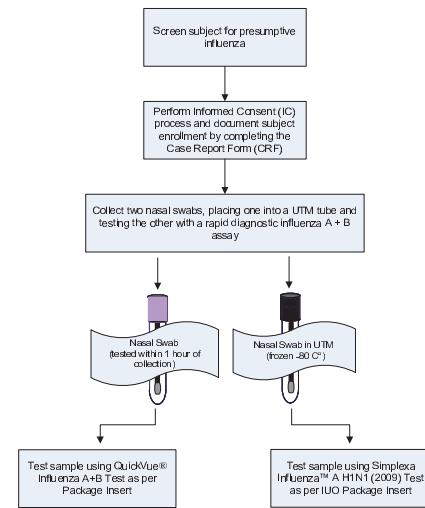 Screen subject for presumptive
influenza
Perform Informed Consent (IC)
process and document subject
enrollment by completing the
Case Report Form (CRF)
Collect two nasal swabs, placing one into a UTM tube and
testing the other with a rapid diagnostic influenza A + B
assay
Nasal Swab
(tested within 1 hour of
collection)
Nasal Swab in UTM
(frozen -80 C°)
Test sample using QuickVue®
Influenza A+B Test as per
Package Insert
Test sample using Simplexa
Influenza™ A H1N1 (2009) Test
as per IUO Package Insert